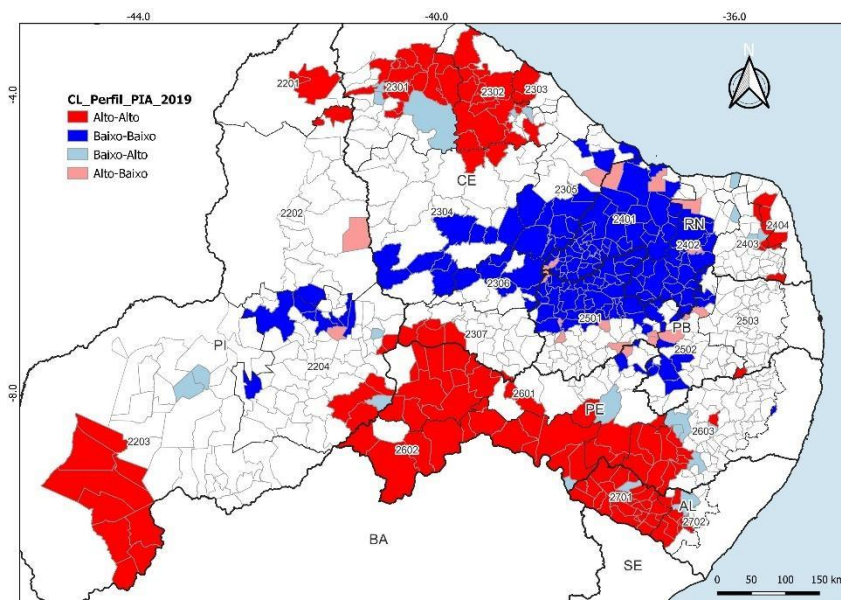 -44.0
-40.0
-36.0
-4.0
-8.0
CL_Perfil_PIA_2019
Alto-Alto
Baixo-Baixo
Baixo-Alto
Alto-Baixo
N
2201
2301
2302
2303
CE
2202
2304
2305
2401
RN
2402
2403
2404
2306
2501
PB
2502
2503
2307
PI
2204
2203
2601
PE
2602
2603
2701
AL
2702
BA
SE
0 50 100 150 km